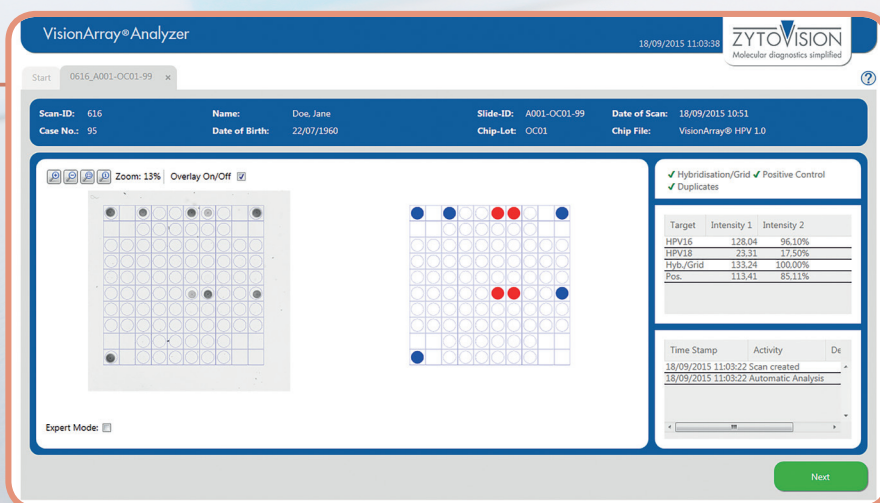 VisionArray®Analyzer
18/09/2015 11:03:38
ZYTOVISION
Molecular diagnostics simplified
Start 0616_A001-OC01-99 x
?
Scan-ID: 616 Name: Doe, Jane Slide-ID: A001-OC01-99 Date of Scan: 18/09/2015 10:51
Case No.: 95 Date of Birth: 22/07/1960 Chip-Lot: OC01 Chip File: VisionArray® HPV 1.0
Zoom: 13% Overlay On/Off
✓ Hybridisation/Grid ✓ Positive Control
✓ Duplicates
Target Intensity 1 Intensity 2
HPV16 128,04 96,10%
HPV18 23,31 17,50%
Hyb./Grid 133,24 100,00%
Pos. 113,41 85,11%
Time Stamp Activity De
18/09/2015 11:03:22 Scan created
18/09/2015 11:03:22 Automatic Analysis
Expert Mode:
Next